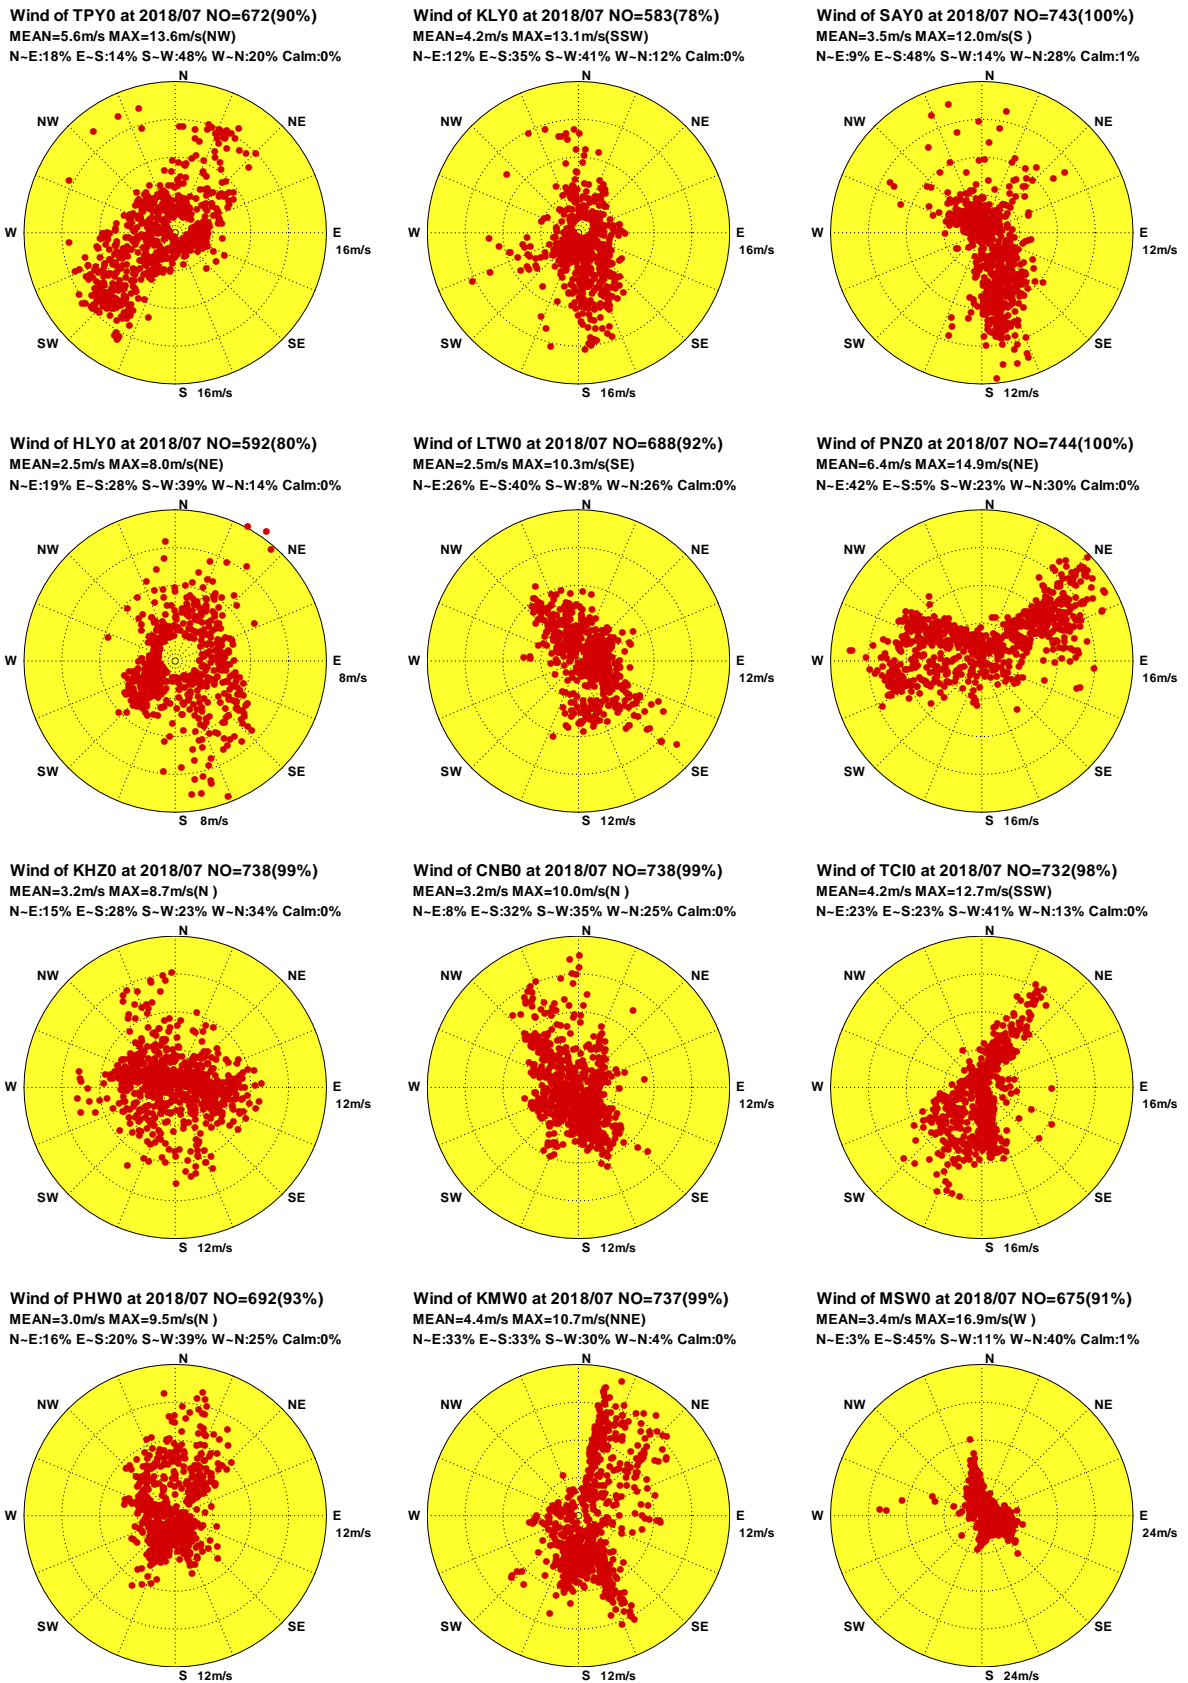 Wind of TPY0 at 2018/07 NO=672(90%)
MEAN=5.6m/s MAX=13.6m/s(NW)
N~E:18% E~S:14% S~W:48% W~N:20% Calm:0%
N
NW
NE
W
E
16m/s
SW
SE
S 16m/s
Wind of KLY0 at 2018/07 NO=583(78%)
MEAN=4.2m/s MAX=13.1m/s(SSW)
N~E:12% E~S:35% S~W:41% W~N:12% Calm:0%
N
NW
NE
W
E
16m/s
SW
SE
S 16m/s
Wind of SAY0 at 2018/07 NO=743(100%)
MEAN=3.5m/s MAX=12.0m/s(S )
N~E:9% E~S:48% S~W:14% W~N:28% Calm:1%
N
NW
NE
W
E
12m/s
SW
SE
S 12m/s
Wind of HLY0 at 2018/07 NO=592(80%)
MEAN=2.5m/s MAX=8.0m/s(NE)
N~E:19% E~S:28% S~W:39% W~N:14% Calm:0%
N
NW
NE
W
E
8m/s
SW
SE
S 8m/s
Wind of LTW0 at 2018/07 NO=688(92%)
MEAN=2.5m/s MAX=10.3m/s(SE)
N~E:26% E~S:40% S~W:8% W~N:26% Calm:0%
N
NW
NE
W
E
12m/s
SW
SE
S 12m/s
Wind of PNZ0 at 2018/07 NO=744(100%)
MEAN=6.4m/s MAX=14.9m/s(NE)
N~E:42% E~S:5% S~W:23% W~N:30% Calm:0%
N
NW
NE
W
E
16m/s
SW
SE
S 16m/s
Wind of KHZ0 at 2018/07 NO=738(99%)
MEAN=3.2m/s MAX=8.7m/s(N )
N~E:15% E~S:28% S~W:23% W~N:34% Calm:0%
N
NW
NE
W
E
12m/s
SW
SE
S 12m/s
Wind of CNB0 at 2018/07 NO=738(99%)
MEAN=3.2m/s MAX=10.0m/s(N )
N~E:8% E~S:32% S~W:35% W~N:25% Calm:0%
N
NW
NE
W
E
12m/s
SW
SE
S 12m/s
Wind of TCI0 at 2018/07 NO=732(98%)
MEAN=4.2m/s MAX=12.7m/s(SSW)
N~E:23% E~S:23% S~W:41% W~N:13% Calm:0%
N
NW
NE
W
E
16m/s
SW
SE
S 16m/s
Wind of PHW0 at 2018/07 NO=692(93%)
MEAN=3.0m/s MAX=9.5m/s(N )
N~E:16% E~S:20% S~W:39% W~N:25% Calm:0%
N
NW
NE
W
E
12m/s
SW
SE
S 12m/s
Wind of KMW0 at 2018/07 NO=737(99%)
MEAN=4.4m/s MAX=10.7m/s(NNE)
N~E:33% E~S:33% S~W:30% W~N:4% Calm:0%
N
NW
NE
W
E
12m/s
SW
SE
S 12m/s
Wind of MSW0 at 2018/07 NO=675(91%)
MEAN=3.4m/s MAX=16.9m/s(W )
N~E:3% E~S:45% S~W:11% W~N:40% Calm:1%
N
NW
NE
W
E
24m/s
SW
SE
S 24m/s